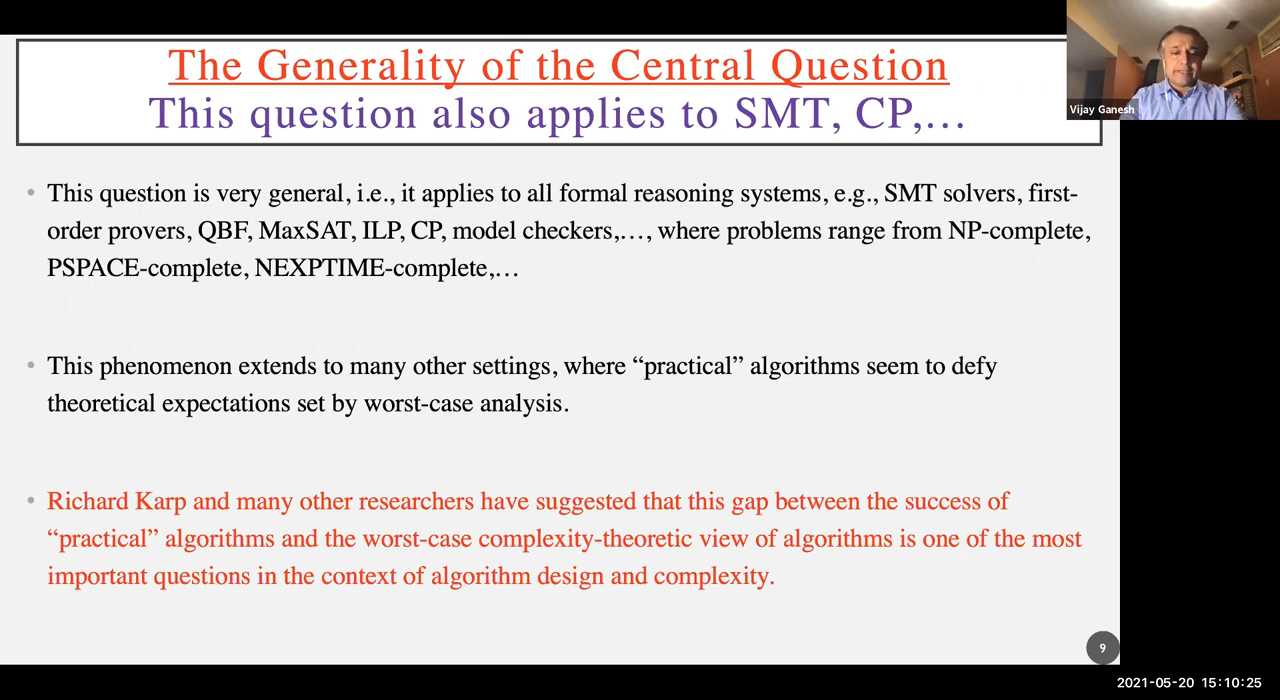 The Generality of the Central Question
This question also applies to SMT, CP,…
Vijay Ganesh
• This question is very general, i.e., it applies to all formal reasoning systems, e.g., SMT solvers, first-
order provers, QBF, MaxSAT, ILP, CP, model checkers,…, where problems range from NP-complete,
PSPACE-complete, NEXPTIME-complete,…
• This phenomenon extends to many other settings, where “practical” algorithms seem to defy
theoretical expectations set by worst-case analysis.
• Richard Karp and many other researchers have suggested that this gap between the success of
“practical” algorithms and the worst-case complexity-theoretic view of algorithms is one of the most
important questions in the context of algorithm design and complexity.
9
2021-05-20 15:10:25